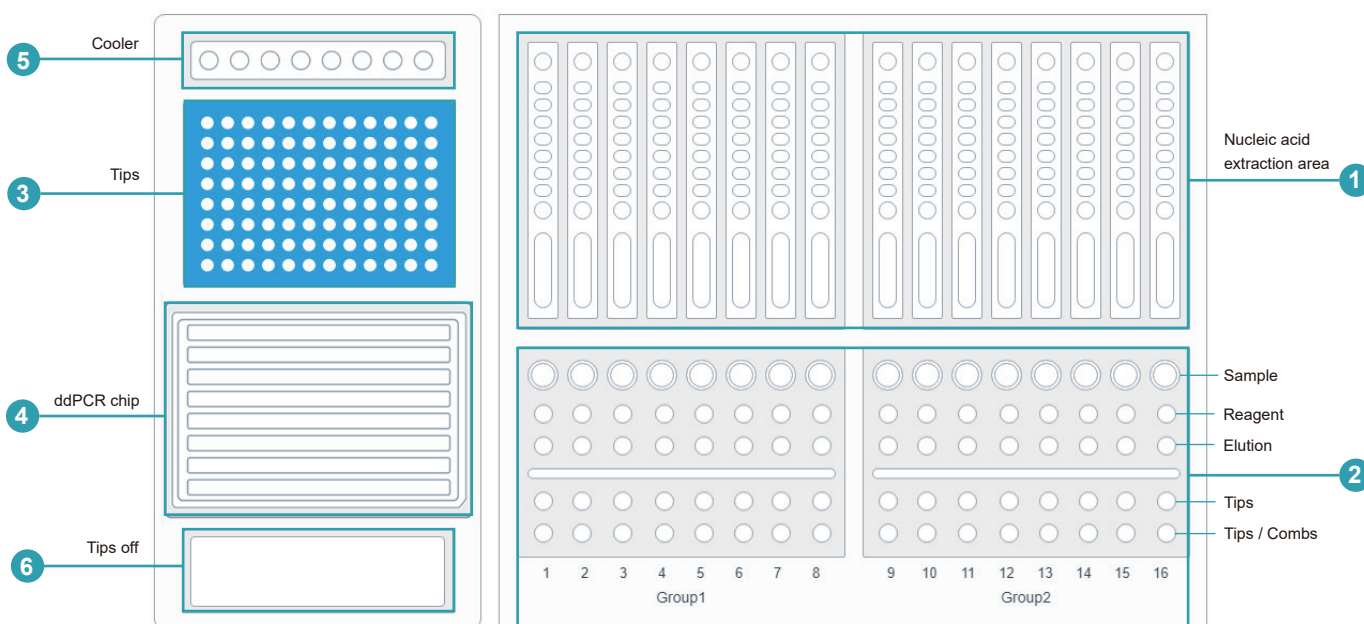 Cooler
5
Tips
3
ddPCR chip
4
Tips off
6
Nucleic acid
extraction area
1
Sample
Reagent
Elution
2
Tips
Tips / Combs
1 2 3 4 5 6 7 8 9 10 11 12 13 14 15 16
Group1 Group2